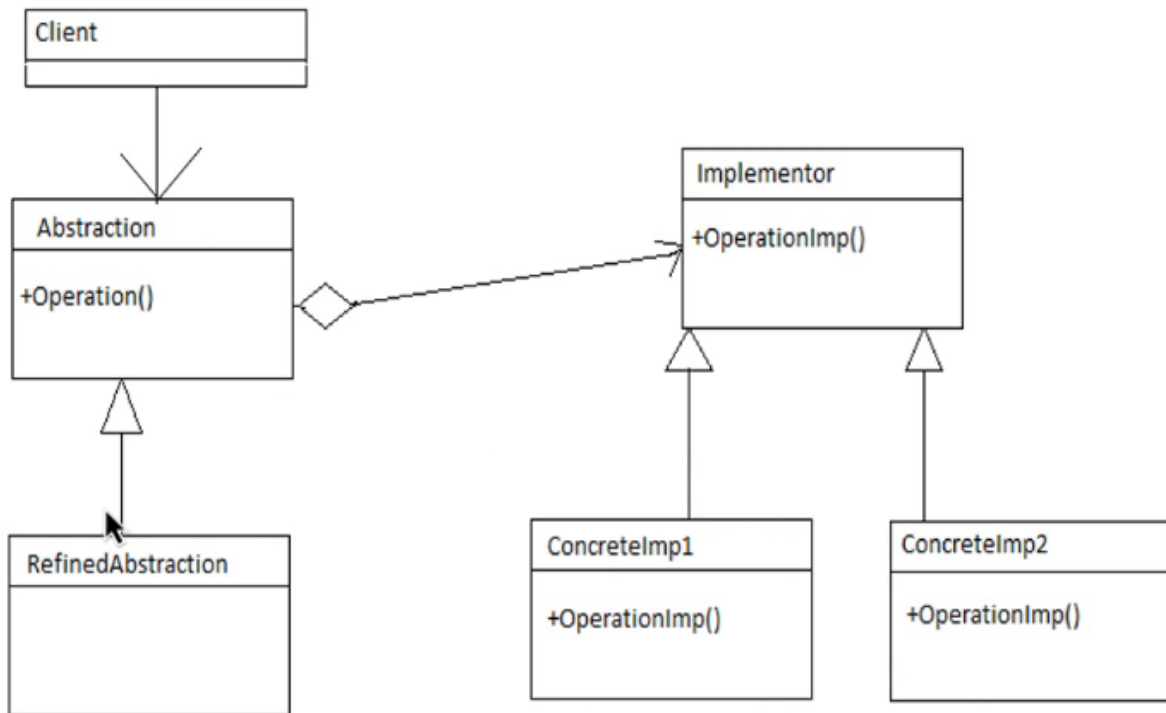 Client
Abstraction
+Operation()
Implementor
+OperationImp()
RefinedAbstraction
ConcreteImp1
+OperationImp()
ConcreteImp2
+OperationImp()